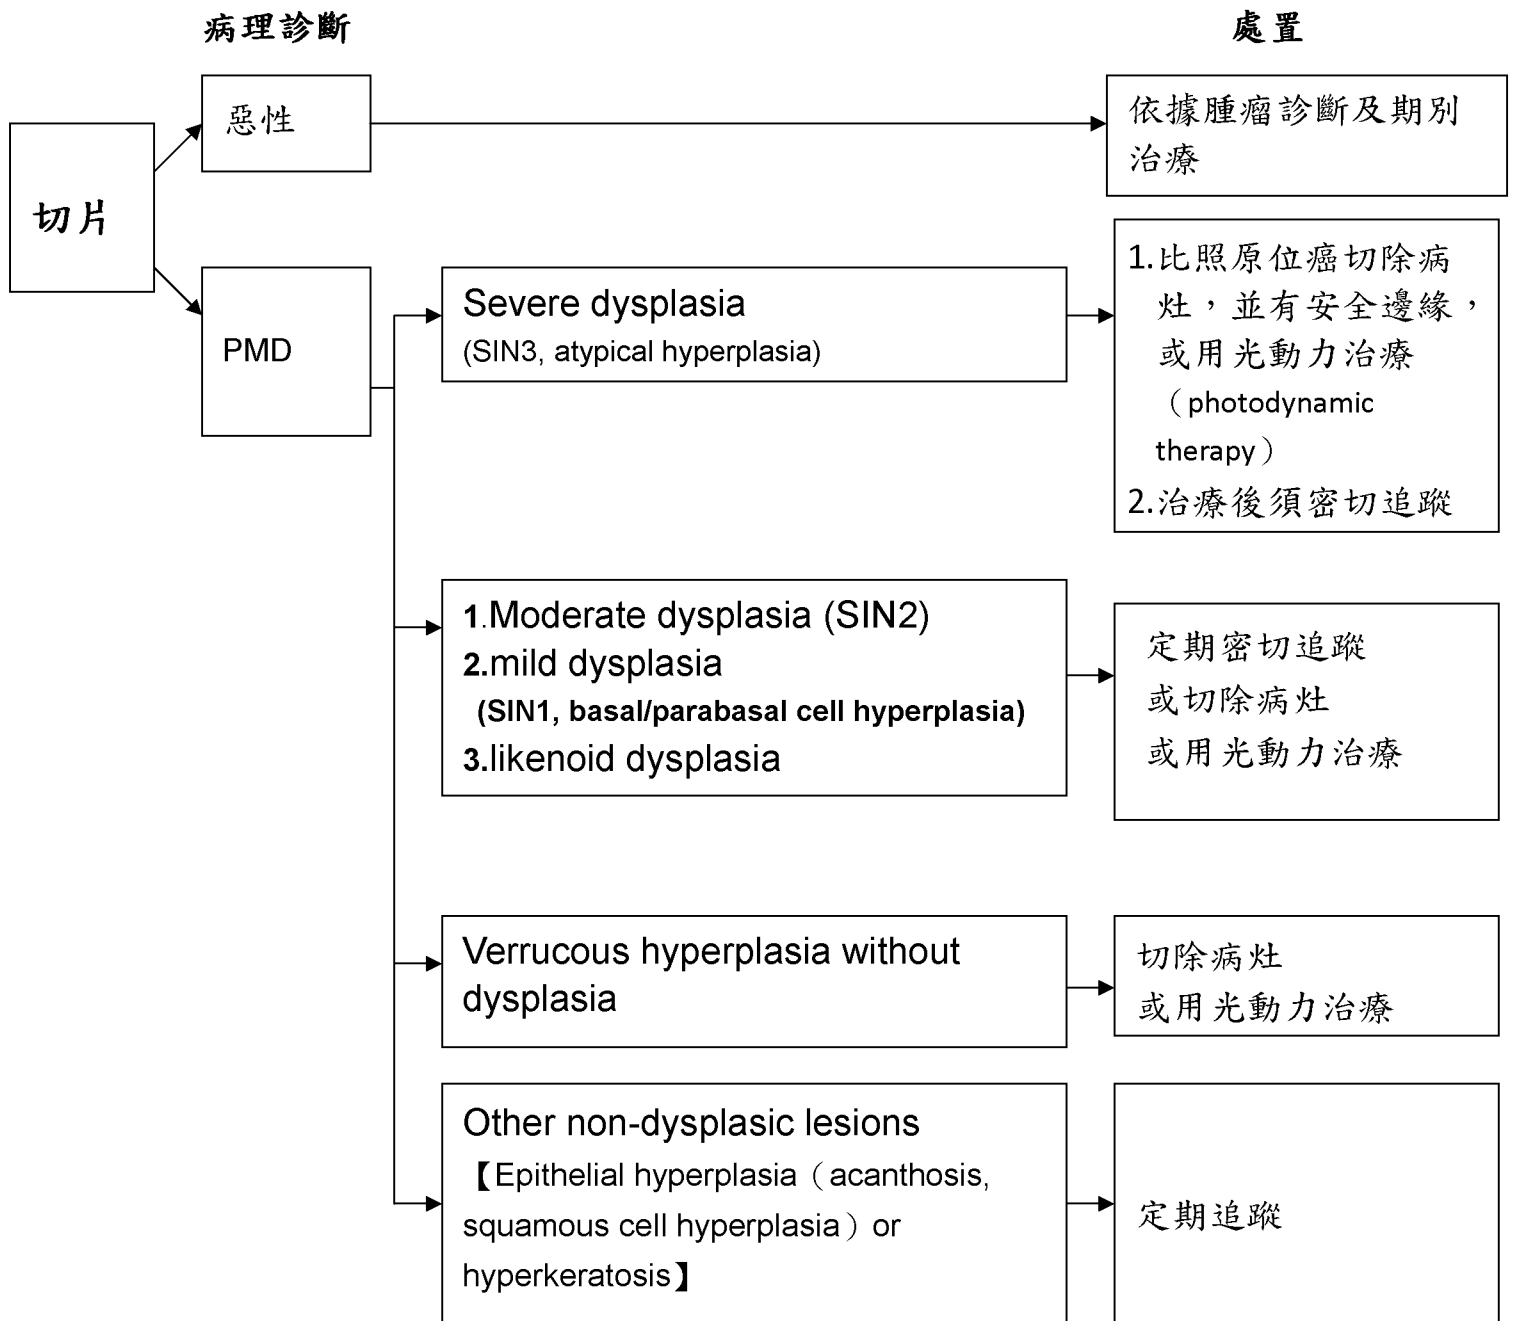 病理診斷
處置
切片
惡性
依據腫瘤診斷及期別
治療
PMD
Severe dysplasia
(SIN3, atypical hyperplasia)
1.比照原位癌切除病
灶，並有安全邊緣，
或用光動力治療
（photodynamic
therapy）
2.治療後須密切追蹤
1.Moderate dysplasia (SIN2)
2.mild dysplasia
(SIN1, basal/parabasal cell hyperplasia)
3.likenoid dysplasia
定期密切追蹤
或切除病灶
或用光動力治療
Verrucous hyperplasia without
dysplasia
切除病灶
或用光動力治療
Other non-dysplasic lesions
【Epithelial hyperplasia（acanthosis,
squamous cell hyperplasia）or
hyperkeratosis】
定期追蹤